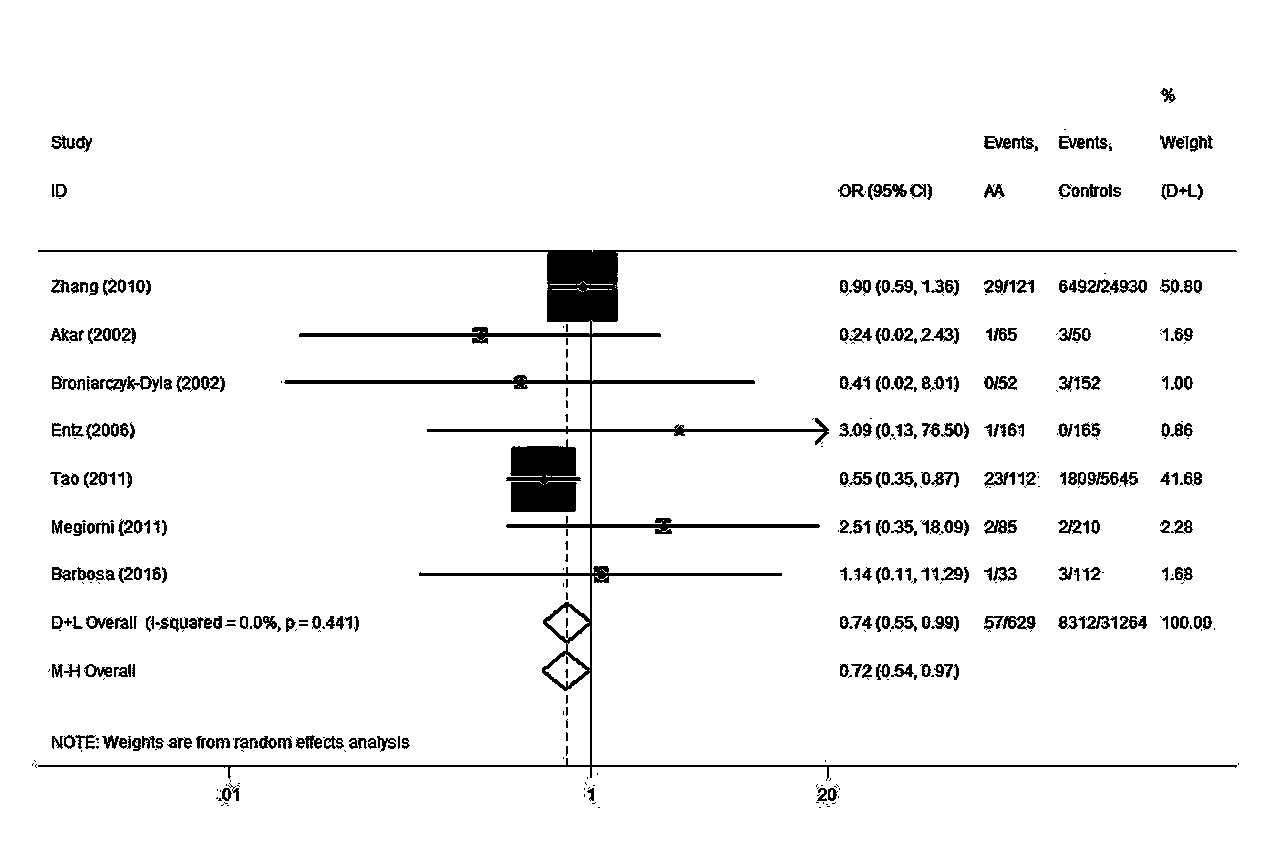 %
Study Events, Events, Weight
ID OR (95% CI) AA Controls (D+L)
Zhang (2010) 0.90 (0.59, 1.36) 29/121 6492/24930 50.80
Akar (2002) 0.24 (0.02, 2.43) 1/65 3/50 1.69
Broniarczyk-Dyla (2002) 0.41 (0.02, 8.01) 0/52 3/152 1.00
Entz (2006) 3.09 (0.13, 76.50) 1/161 0/165 0.86
Tao (2011) 0.55 (0.35, 0.87) 23/112 1809/5645 41.68
Megiorni (2011) 2.51 (0.35, 18.09) 2/85 2/210 2.28
Barbosa (2016) 1.14 (0.11, 11.29) 1/33 3/112 1.68
D+L Overall (I-squared = 0.0%, p = 0.441) 0.74 (0.55, 0.99) 57/629 8312/31264 100.00
M-H Overall 0.72 (0.54, 0.97)
NOTE: Weights are from random effects analysis
.01 1 20